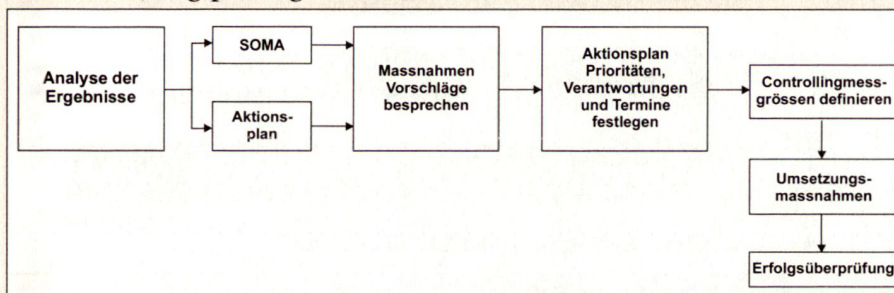 Analyse der
Ergebnisse
SOMA
Aktions-
plan
Massnahmen
Vorschläge
besprechen
Aktionsplan
Prioritäten,
Verantwortungen
und Termine
festlegen
Controllingmess-
grössen definieren
Umsetzungs-
massnahmen
Erfolgsüberprüfung